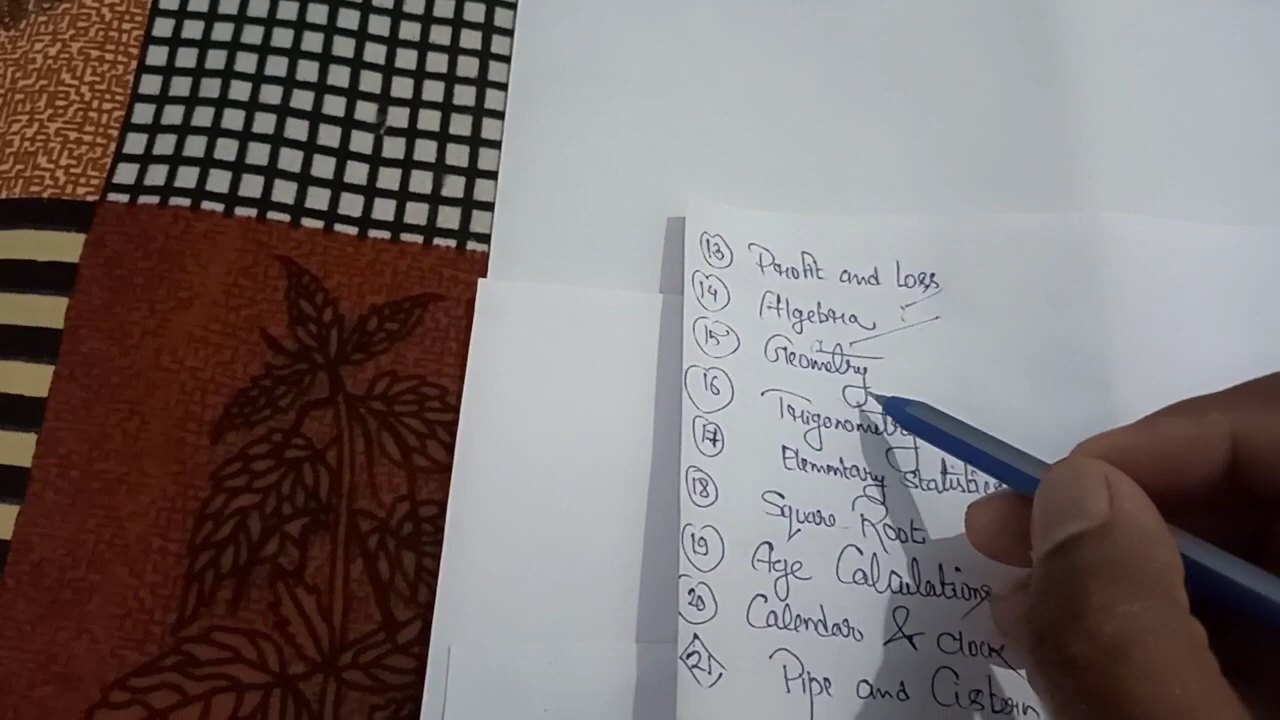 13 Profit and Loss
14 Algebra
15 Geometry
16 Trigonometry
17 Elementary Statistics
18 Square Root
19 Age Calculations
20 Calendar & Clock
21 Pipe and Cistern